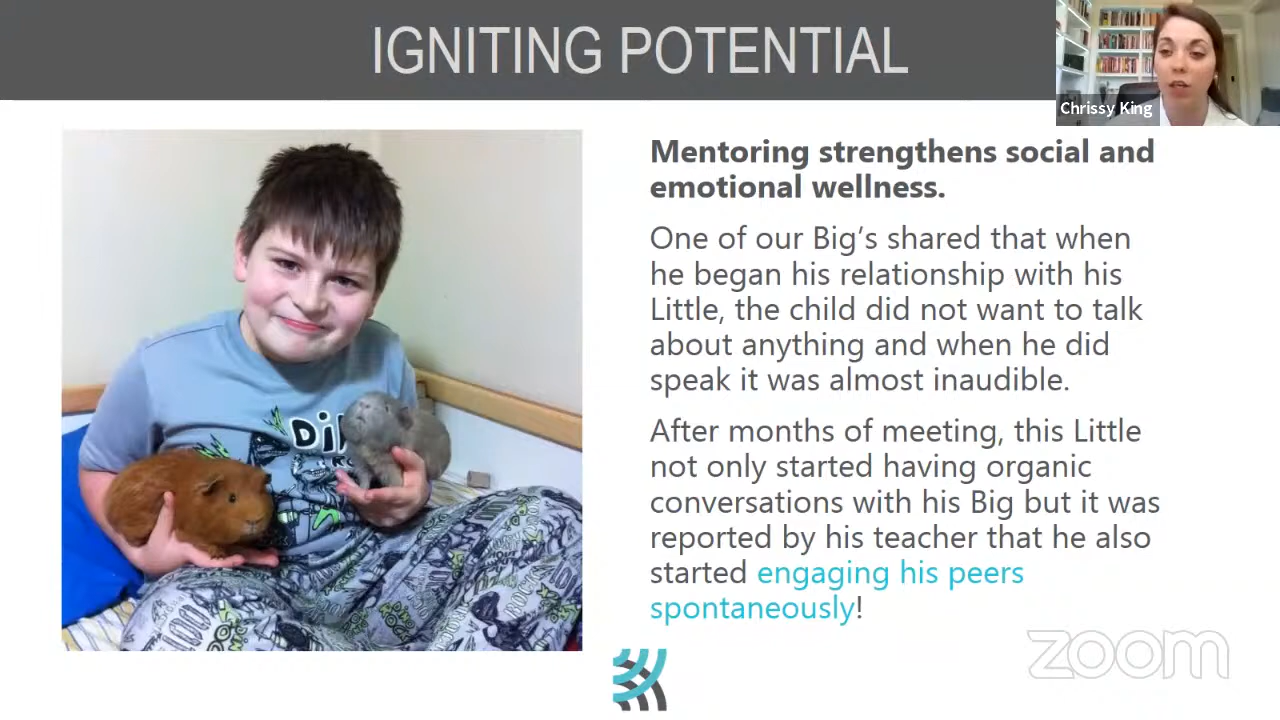 IGNITING POTENTIAL
Chrissy King
Mentoring strengthens social and
emotional wellness.
One of our Big's shared that when
he began his relationship with his
Little, the child did not want to talk
about anything and when he did
speak it was almost inaudible.
After months of meeting, this Little
not only started having organic
conversations with his Big but it was
reported by his teacher that he also
started engaging his peers
spontaneously!
zoom